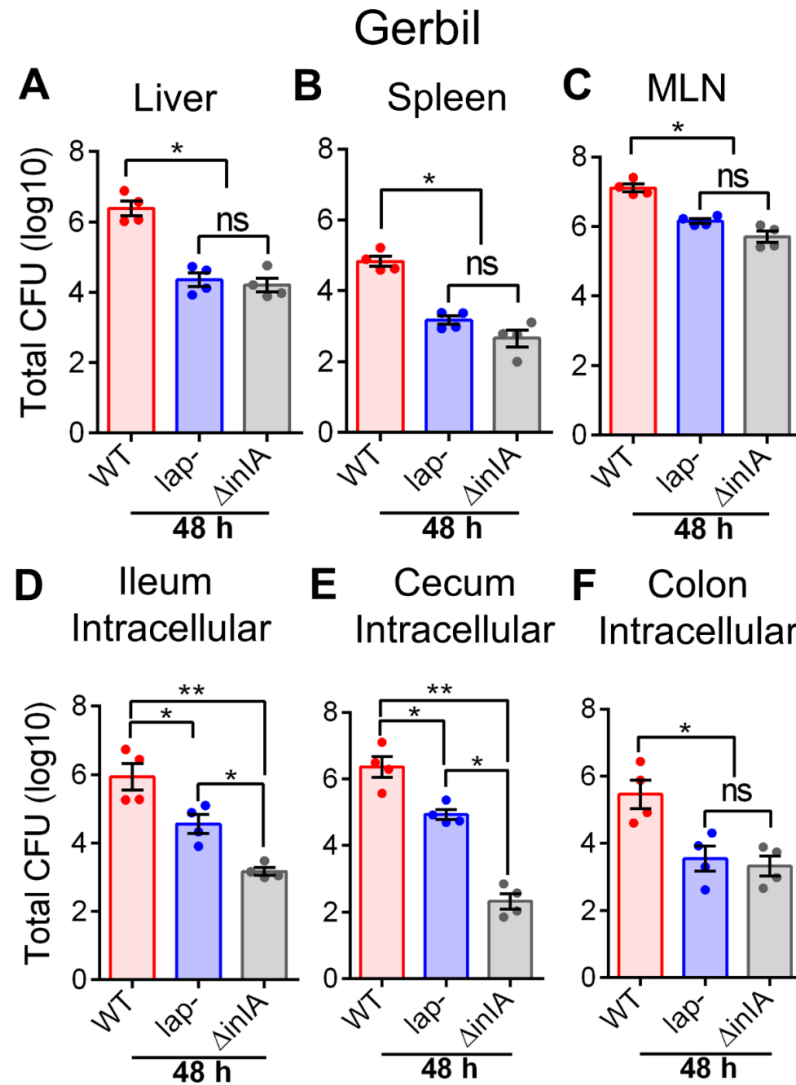 Gerbil
A Liver
Total CFU (log10)
8
6
4
2
0
*
ns
WT
lap-
ΔinlA
48 h
B Spleen
8
6
4
2
0
*
ns
WT
lap-
ΔinlA
48 h
C MLN
8
6
4
2
0
*
ns
WT
lap-
ΔinlA
48 h
D Ileum
Intracellular
Total CFU (log10)
8
6
4
2
0
**
*
*
WT
lap-
ΔinlA
48 h
E Cecum
Intracellular
8
6
4
2
0
**
*
*
WT
lap-
ΔinlA
48 h
F Colon
Intracellular
8
6
4
2
0
*
ns
WT
lap-
ΔinlA
48 h